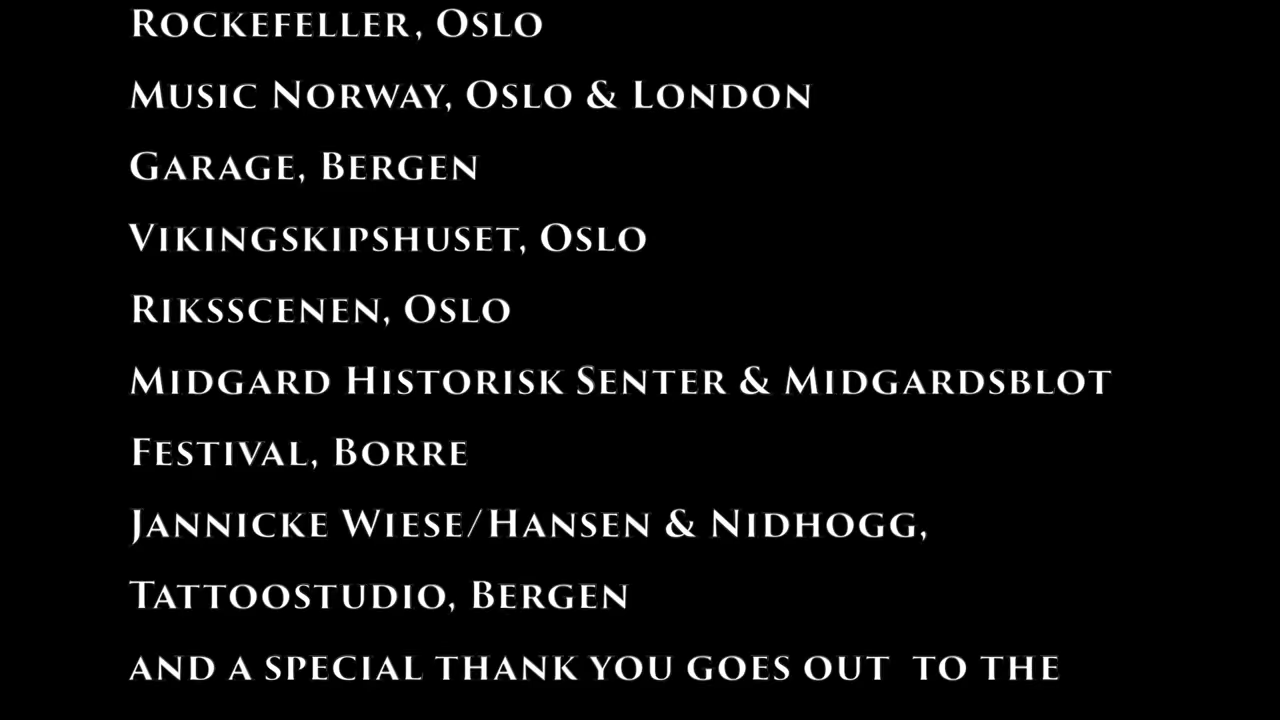 Rockefeller, Oslo
Music Norway, Oslo & London
Garage, Bergen
Vikingskipshuset, Oslo
Riksscenen, Oslo
Midgard Historisk Senter & Midgardsblot
Festival, Borre
Jannicke Wiese/Hansen & Nidhogg,
Tattoostudio, Bergen
and a special thank you goes out  to the